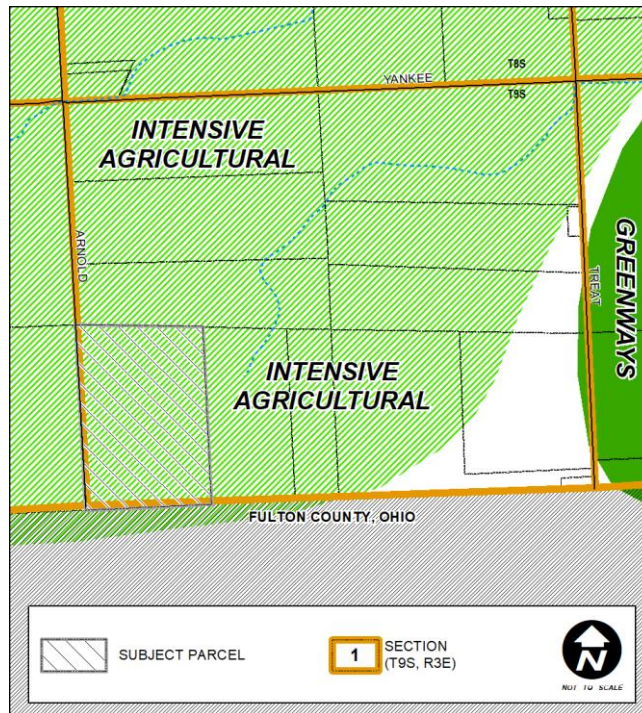 YANKEE
T8S
T9S
INTENSIVE
AGRICULTURAL
ARNOLD
TREAT
GREENWAYS
INTENSIVE
AGRICULTURAL
FULTON COUNTY, OHIO
SUBJECT PARCEL
1
SECTION
(T9S, R3E)
N
NOT TO SCALE